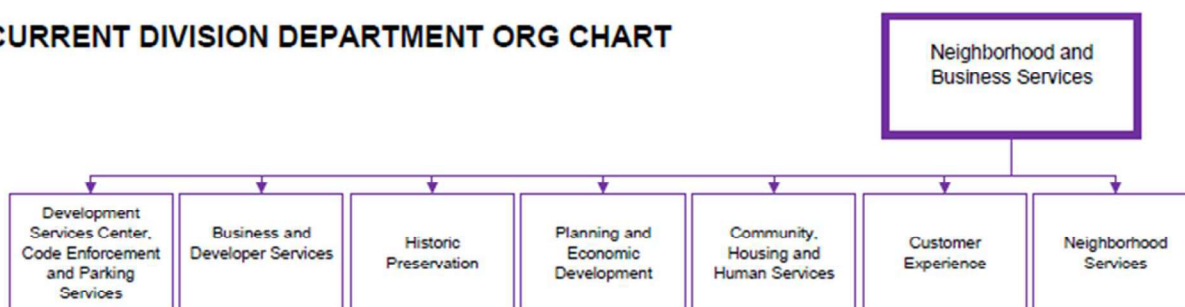 CURRENT DIVISION DEPARTMENT ORG CHART
Neighborhood and
Business Services
Development
Services Center,
Code Enforcement
and Parking
Services
Business and
Developer Services
Historic
Preservation
Planning and
Economic
Development
Community,
Housing and
Human Services
Customer
Experience
Neighborhood
Services